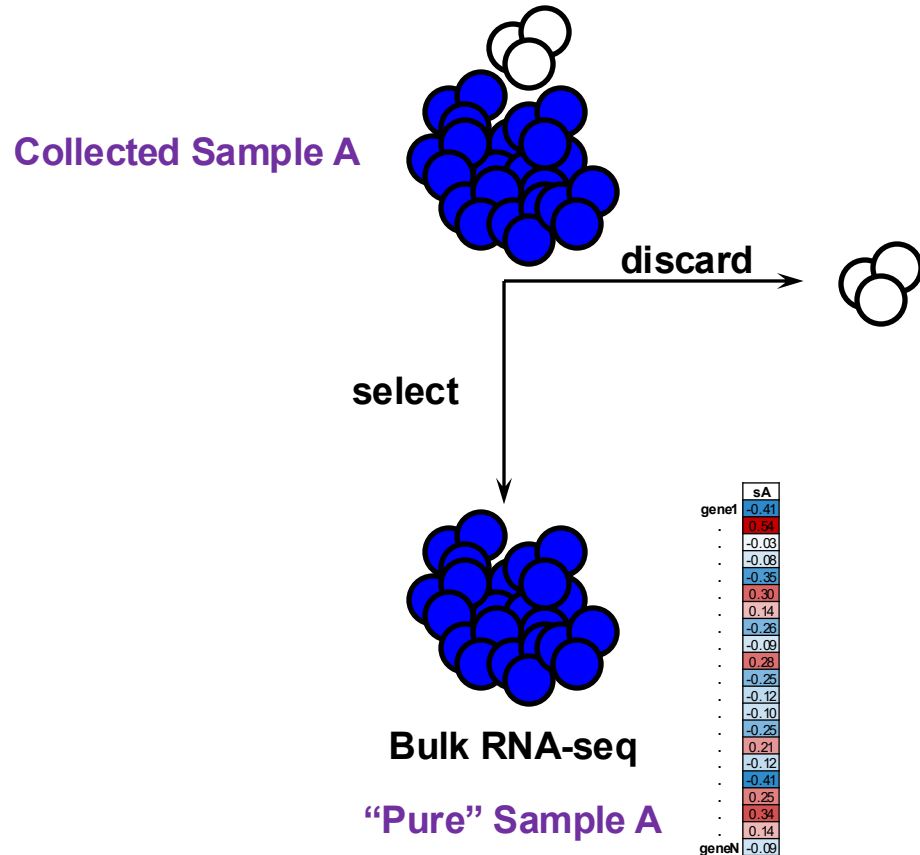 Collected Sample A
discard
select
sA
gene1 -0.41
. 0.54
. -0.03
. -0.08
. -0.35
. 0.30
. 0.14
. -0.26
. -0.09
. 0.28
. -0.25
. -0.12
. -0.10
. -0.25
. 0.21
. -0.12
. -0.41
. 0.25
. 0.34
. 0.14
geneN -0.09
Bulk RNA-seq
“Pure” Sample A